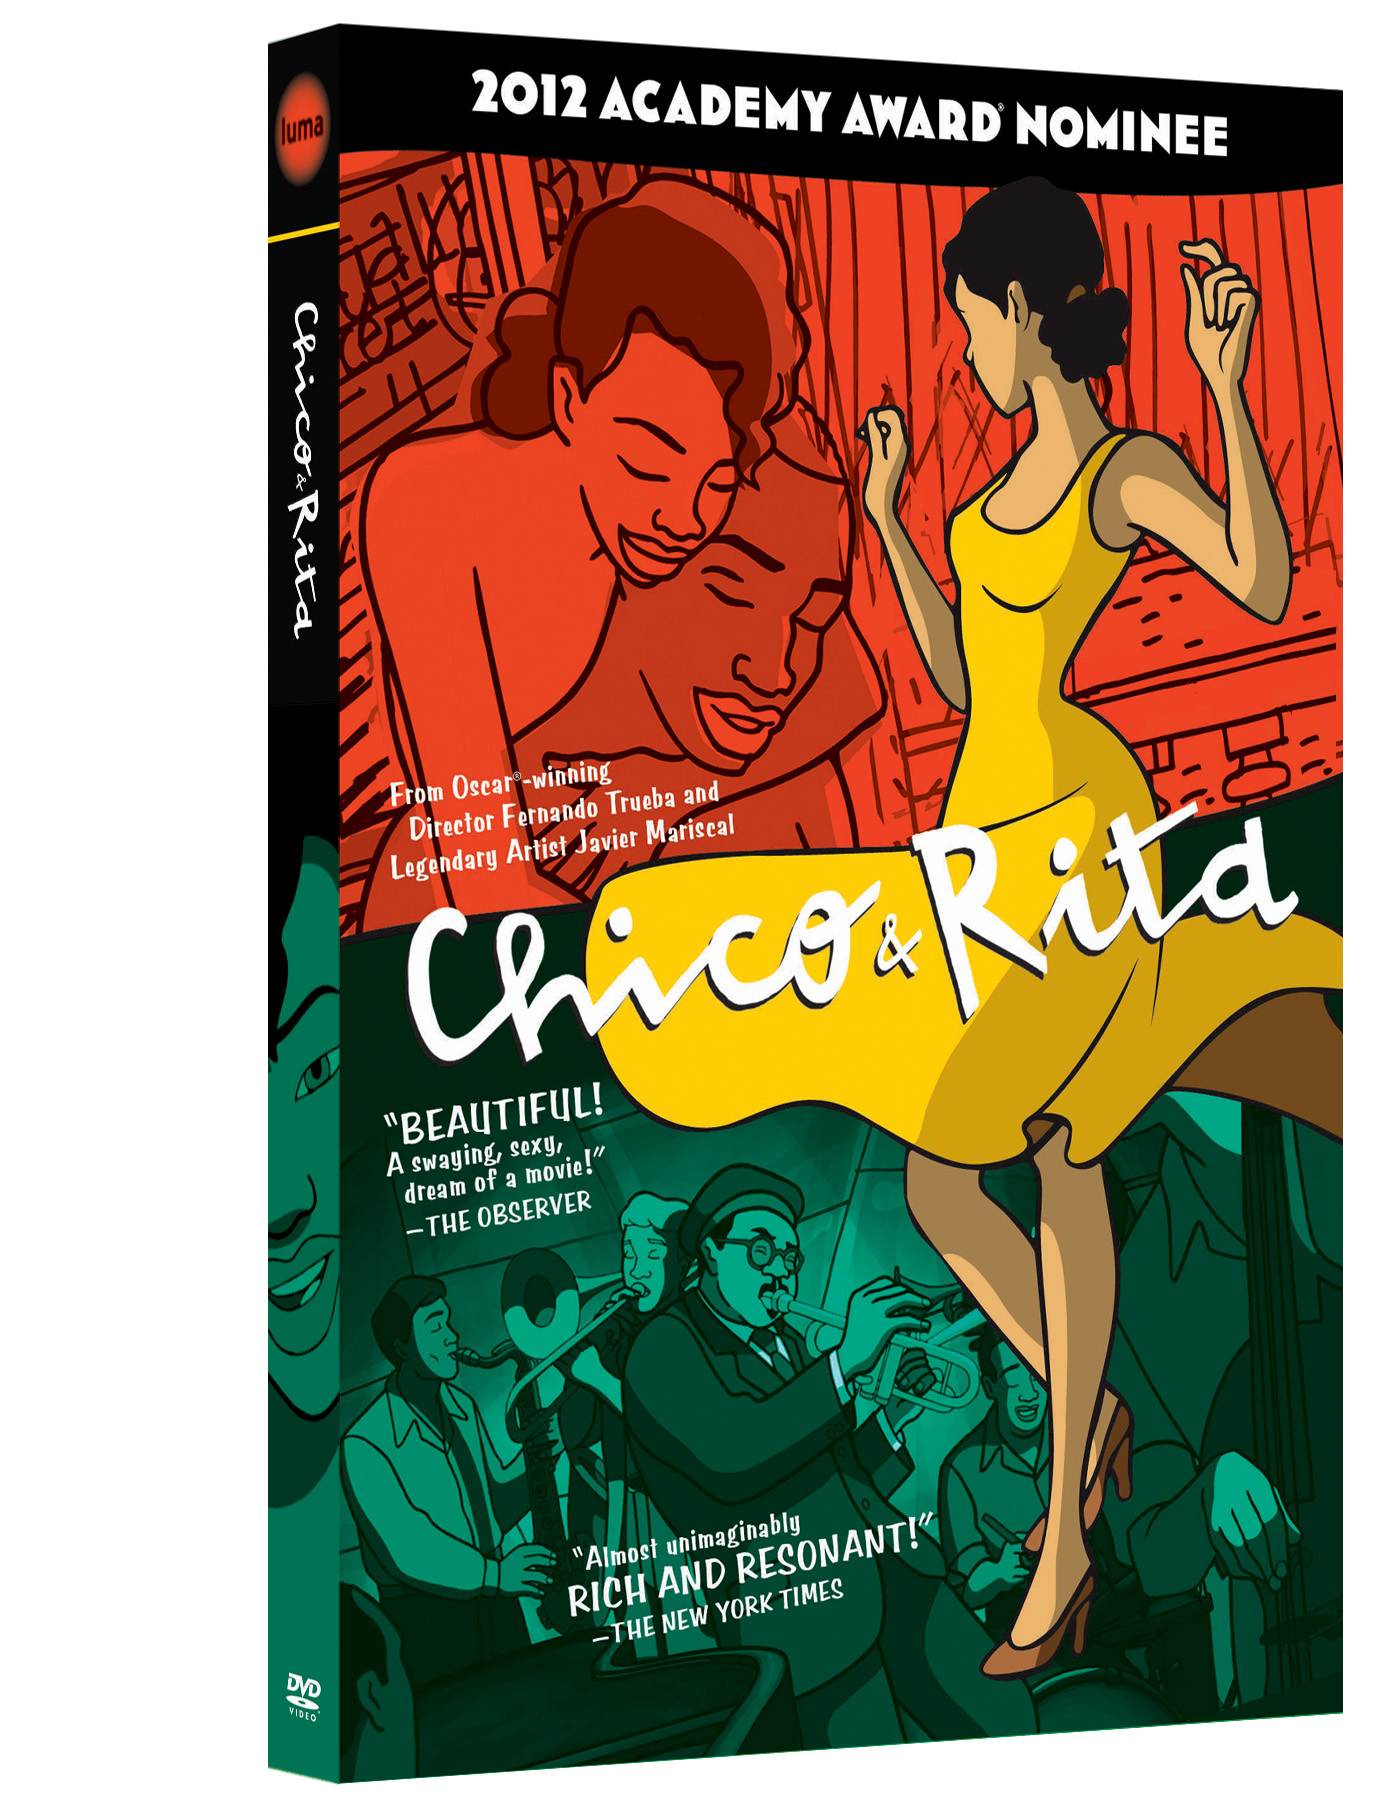 luma
Chico & Rita
DVD
VIDEO
2012 ACADEMY AWARD® NOMINEE
From Oscar®-winning
Director Fernando Trueba and
Legendary Artist Javier Mariscal
Chico & Rita
“BEAUTIFUL!
A swaying, sexy,
dream of a movie!”
–THE OBSERVER
“Almost unimaginably
RICH AND RESONANT!”
–THE NEW YORK TIMES